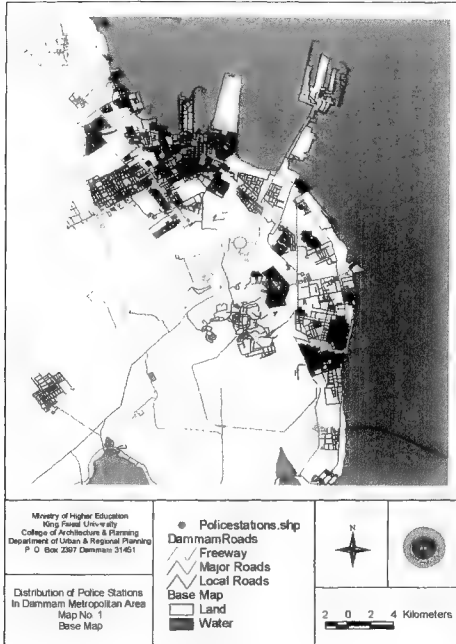 Ministry of Higher Education
King Faisal University
College of Architecture & Planning
Department of Urban & Regional Planning
P O Box 2397 Dammam 31451
Distribution of Police Stations
In Dammam Metropolitan Area
Map No 1
Base Map
Policestations.shp
DammamRoads
Freeway
Major Roads
Local Roads
Base Map
Land
Water
N
2 0 2 4 Kilometers